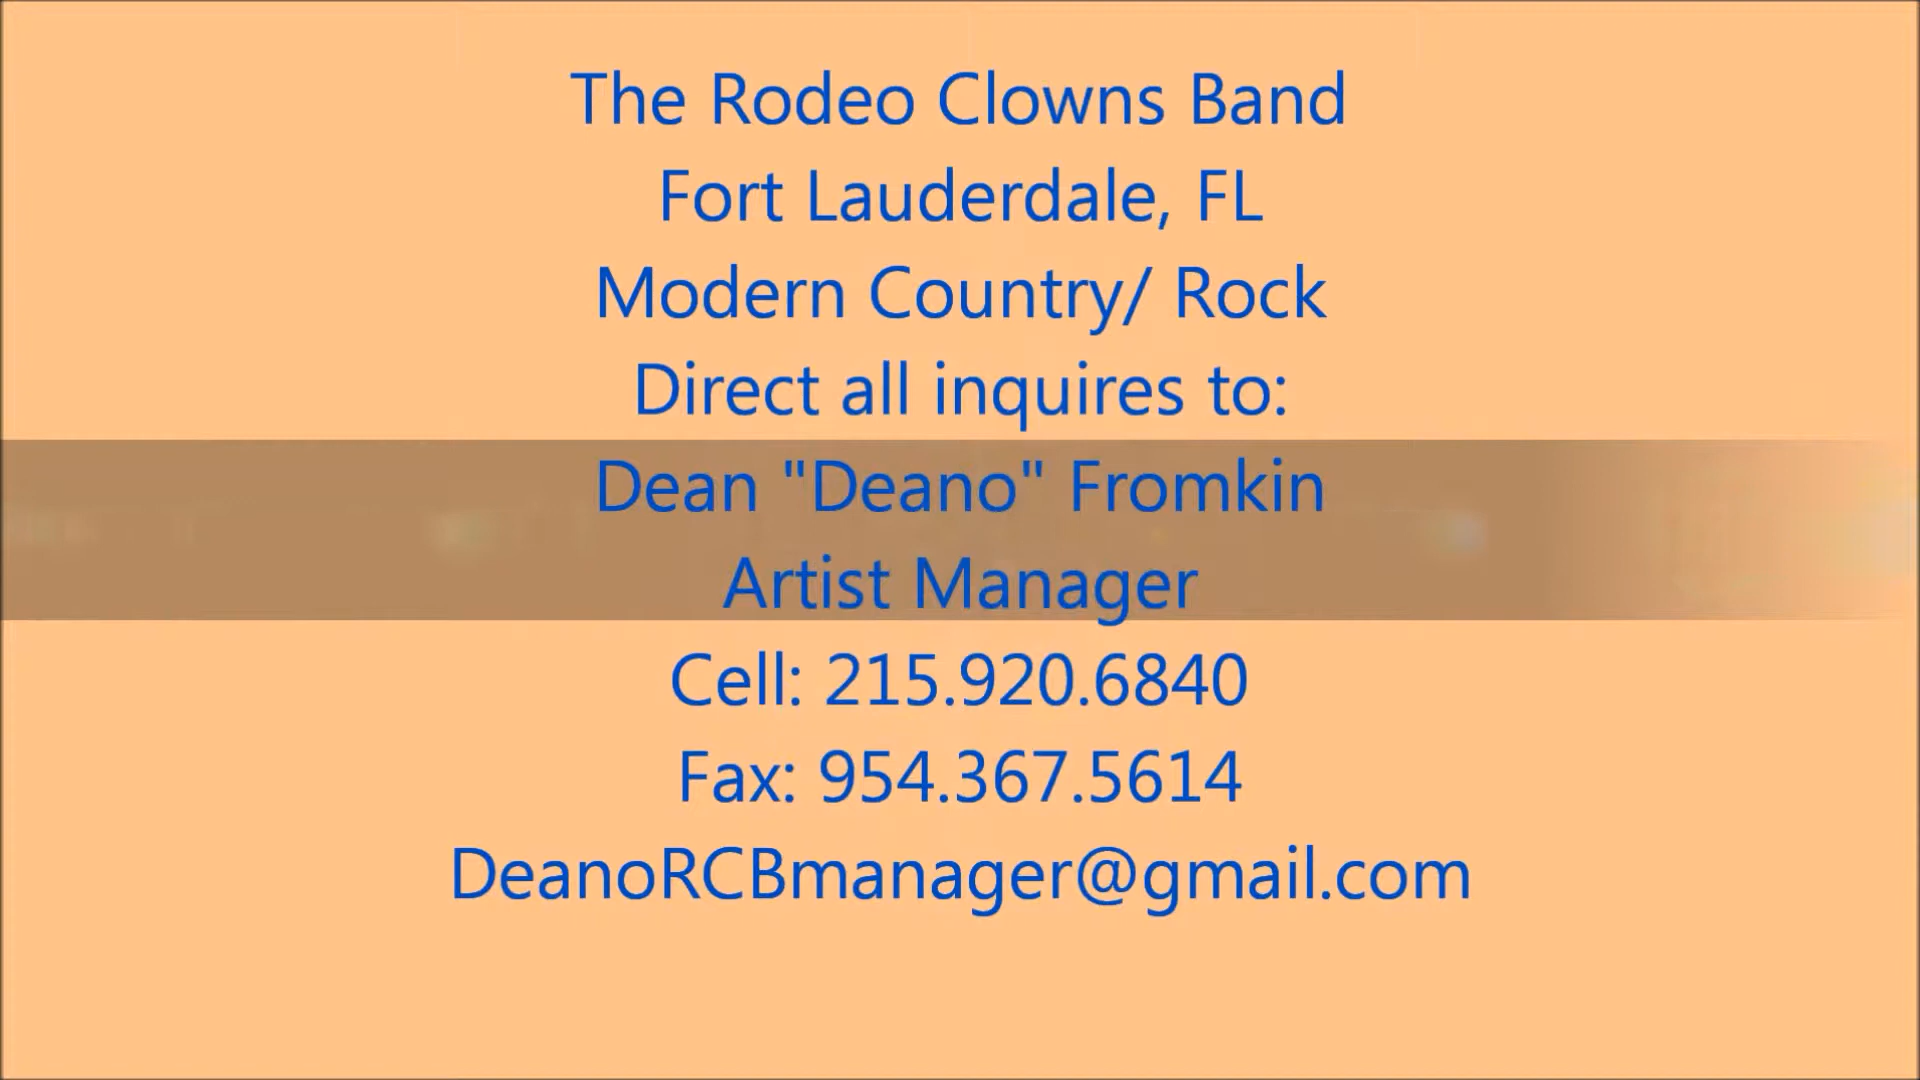 The Rodeo Clowns Band
Fort Lauderdale, FL
Modern Country/ Rock
Direct all inquires to:
Dean "Deano" Fromkin
Artist Manager
Cell: 215.920.6840
Fax: 954.367.5614
DeanoRCBmanager@gmail.com